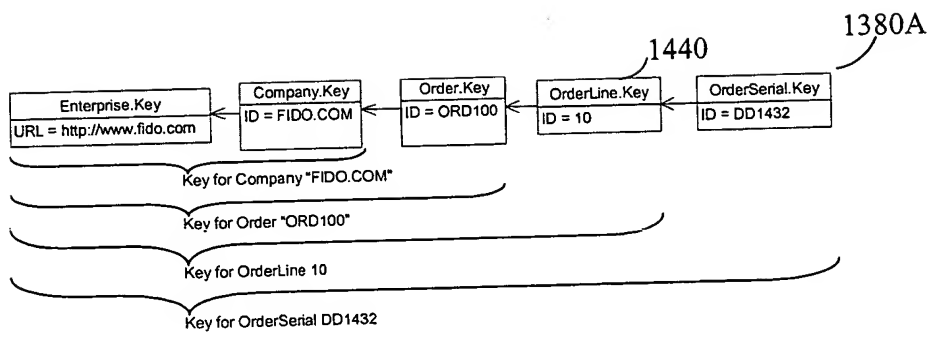 1380A
1440
Enterprise.Key
URL = http://www.fido.com
Company.Key
ID = FIDO.COM
Order.Key
ID = ORD100
OrderLine.Key
ID = 10
OrderSerial.Key
ID = DD1432
Key for Company "FIDO.COM"
Key for Order "ORD100"
Key for OrderLine 10
Key for OrderSerial DD1432